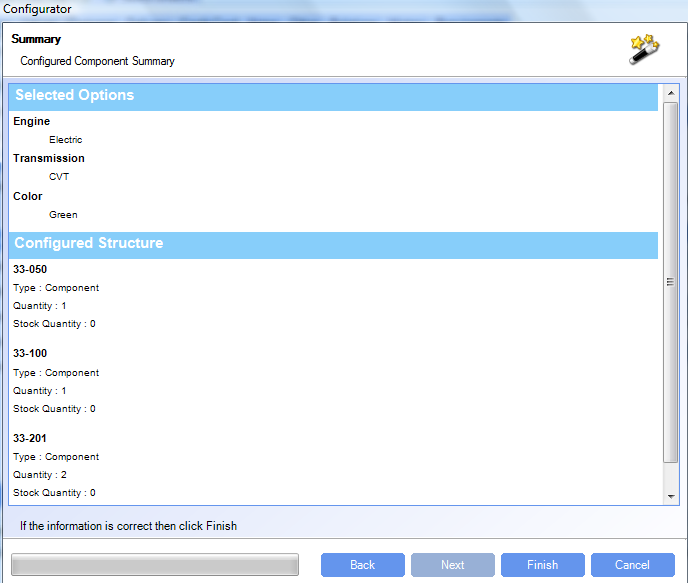 Configurator
Summary
Configured Component Summary
Selected Options
Engine
Electric
Transmission
CVT
Color
Green
Configured Structure
33-050
Type : Component
Quantity : 1
Stock Quantity : 0
33-100
Type : Component
Quantity : 1
Stock Quantity : 0
33-201
Type : Component
Quantity : 2
Stock Quantity : 0
If the information is correct then click Finish
Back Next Finish Cancel